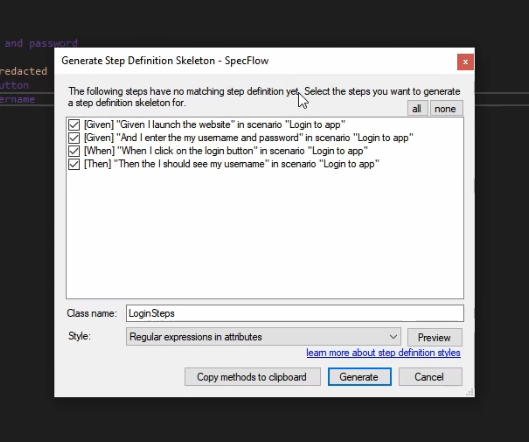 and password
redacted
utton
ername
Generate Step Definition Skeleton - SpecFlow
x
The following steps have no matching step definition yet. Select the steps you want to generate
a step definition skeleton for.
all none
[Given] "Given I launch the website" in scenario "Login to app"
[Given] "And I enter the my username and password" in scenario "Login to app"
[When] "When I click on the login button" in scenario "Login to app"
[Then] "Then the I should see my username" in scenario "Login to app"
Class name: LoginSteps
Style: Regular expressions in attributes Preview
learn more about step definition styles
Copy methods to clipboard Generate Cancel